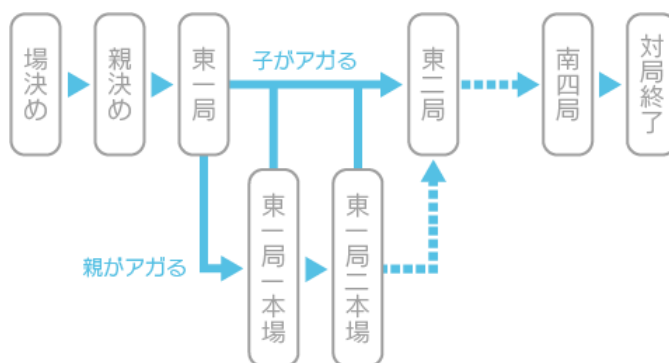 場決め
親決め
東一局
子がアガる
東二局
南四局
対局終了
親がアガる
東一局一本場
東一局二本場